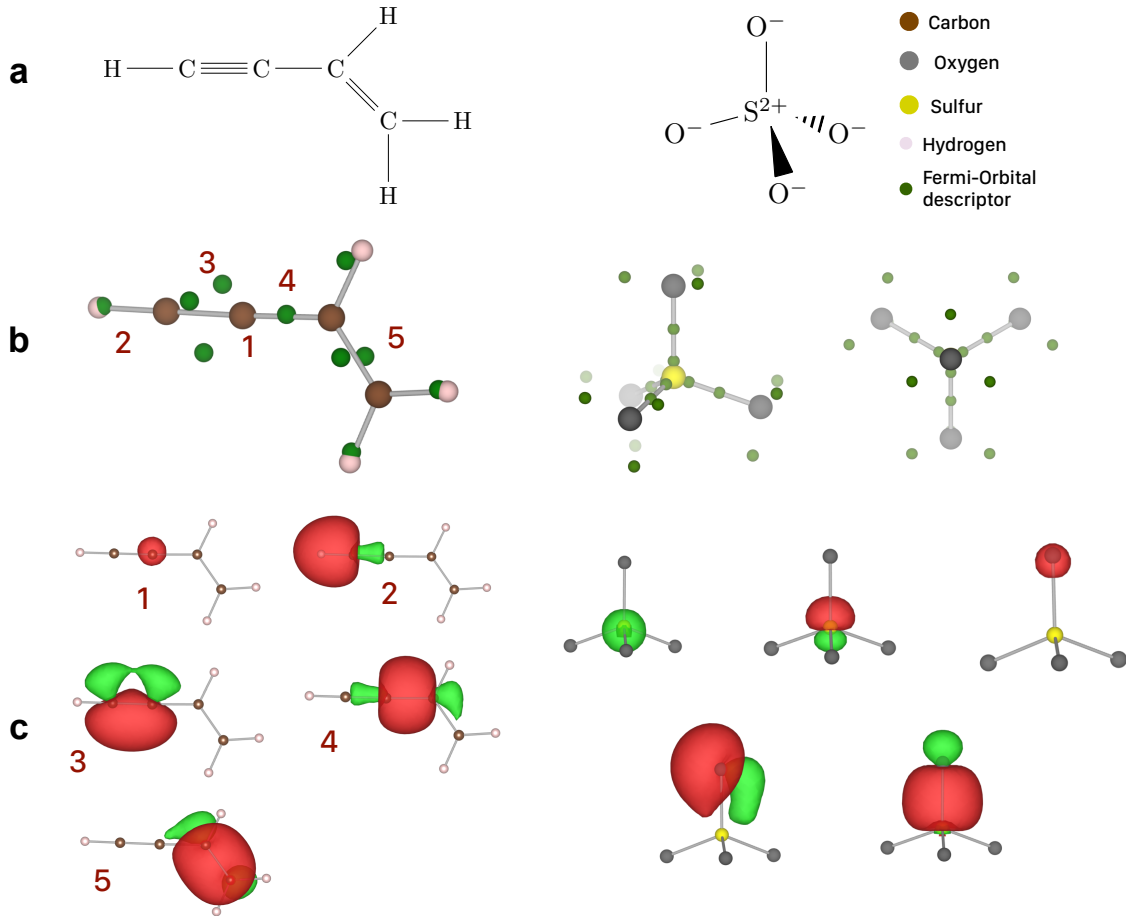 a
H
C
C
C
H
C
H
H
O⁻
S²⁺
O⁻
O⁻
O⁻
Carbon
Oxygen
Sulfur
Hydrogen
Fermi-Orbital
descriptor
b
3
4
2
1
5
c
1
2
3
4
5